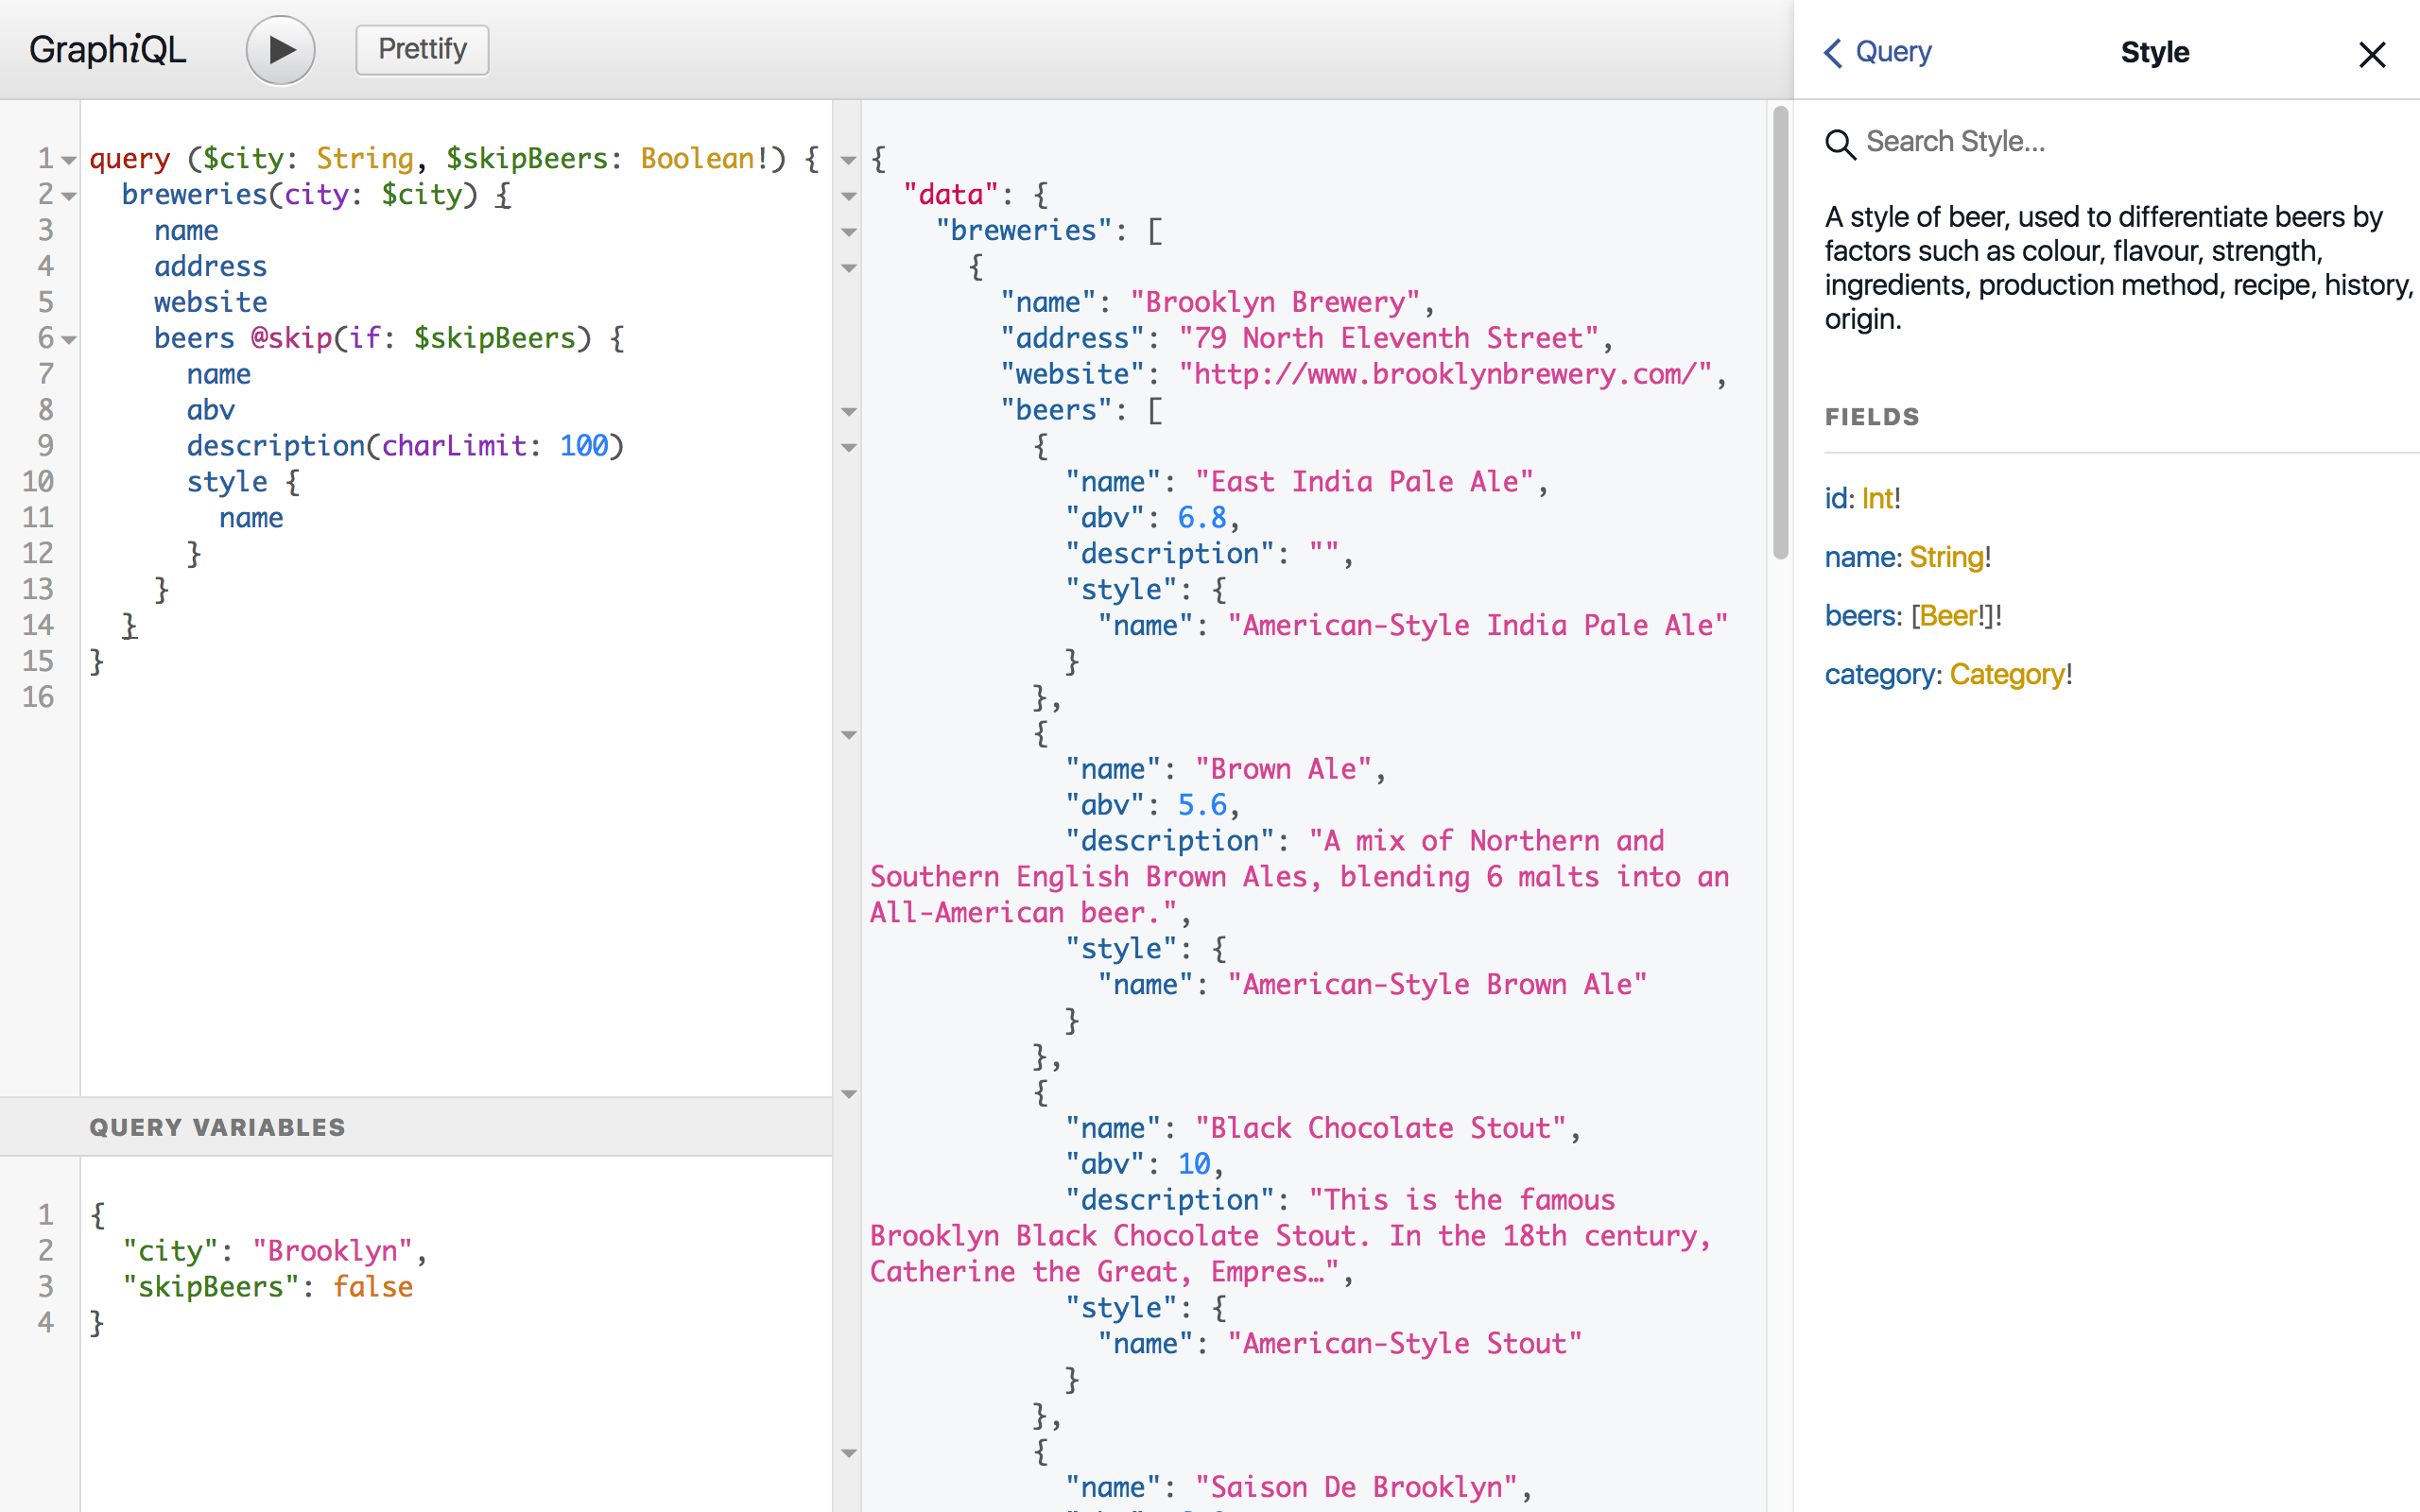 GraphiQL
Prettify
1 query ($city: String, $skipBeers: Boolean!) {
2   breweries(city: $city) {
3     name
4     address
5     website
6     beers @skip(if: $skipBeers) {
7       name
8       abv
9       description(charLimit: 100)
10       style {
11         name
12       }
13     }
14   }
15 }
16
QUERY VARIABLES
1 {
2   "city": "Brooklyn",
3   "skipBeers": false
4 }
{
  "data": {
    "breweries": [
      {
        "name": "Brooklyn Brewery",
        "address": "79 North Eleventh Street",
        "website": "http://www.brooklynbrewery.com/",
        "beers": [
          {
            "name": "East India Pale Ale",
            "abv": 6.8,
            "description": "",
            "style": {
              "name": "American-Style India Pale Ale"
            }
          },
          {
            "name": "Brown Ale",
            "abv": 5.6,
            "description": "A mix of Northern and
Southern English Brown Ales, blending 6 malts into an
All-American beer.",
            "style": {
              "name": "American-Style Brown Ale"
            }
          },
          {
            "name": "Black Chocolate Stout",
            "abv": 10,
            "description": "This is the famous
Brooklyn Black Chocolate Stout. In the 18th century,
Catherine the Great, Empres…",
            "style": {
              "name": "American-Style Stout"
            }
          },
          {
            "name": "Saison De Brooklyn",
Query
Style
Search Style...
A style of beer, used to differentiate beers by
factors such as colour, flavour, strength,
ingredients, production method, recipe, history,
origin.
FIELDS
id: Int!
name: String!
beers: [Beer!]!
category: Category!